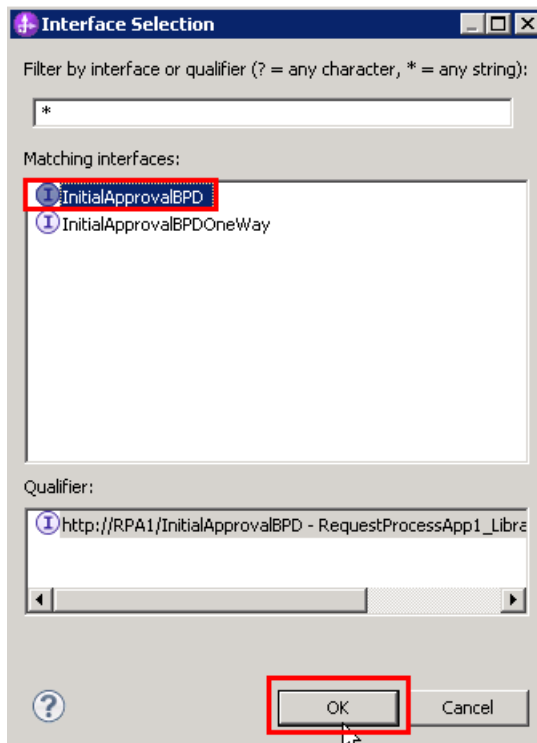 Interface Selection
Filter by interface or qualifier (? = any character, * = any string):
*
Matching interfaces:
InitialApprovalBPD
InitialApprovalBPDOneWay
Qualifier:
http://RPA1/InitialApprovalBPD - RequestProcessApp1_Libra
OK Cancel